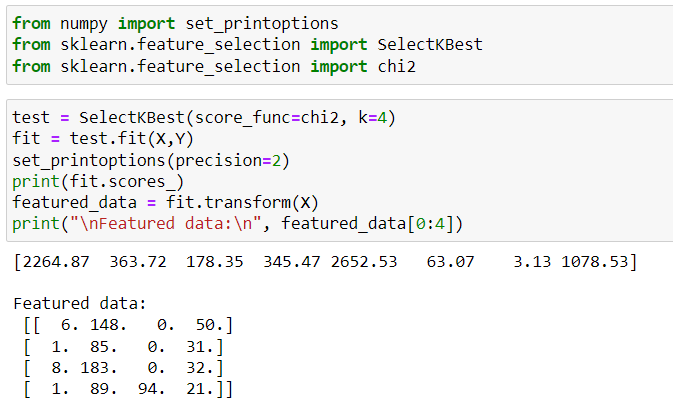 from numpy import set_printoptions
from sklearn.feature_selection import SelectKBest
from sklearn.feature_selection import chi2
test = SelectKBest(score_func=chi2, k=4)
fit = test.fit(X,Y)
set_printoptions(precision=2)
print(fit.scores_)
featured_data = fit.transform(X)
print("\nFeatured data:\n", featured_data[0:4])
[2264.87  363.72  178.35  345.47 2652.53   63.07    3.13 1078.53]
Featured data:
 [[  6. 148.   0.  50.]
 [  1.  85.   0.  31.]
 [  8. 183.   0.  32.]
 [  1.  89.  94.  21.]]